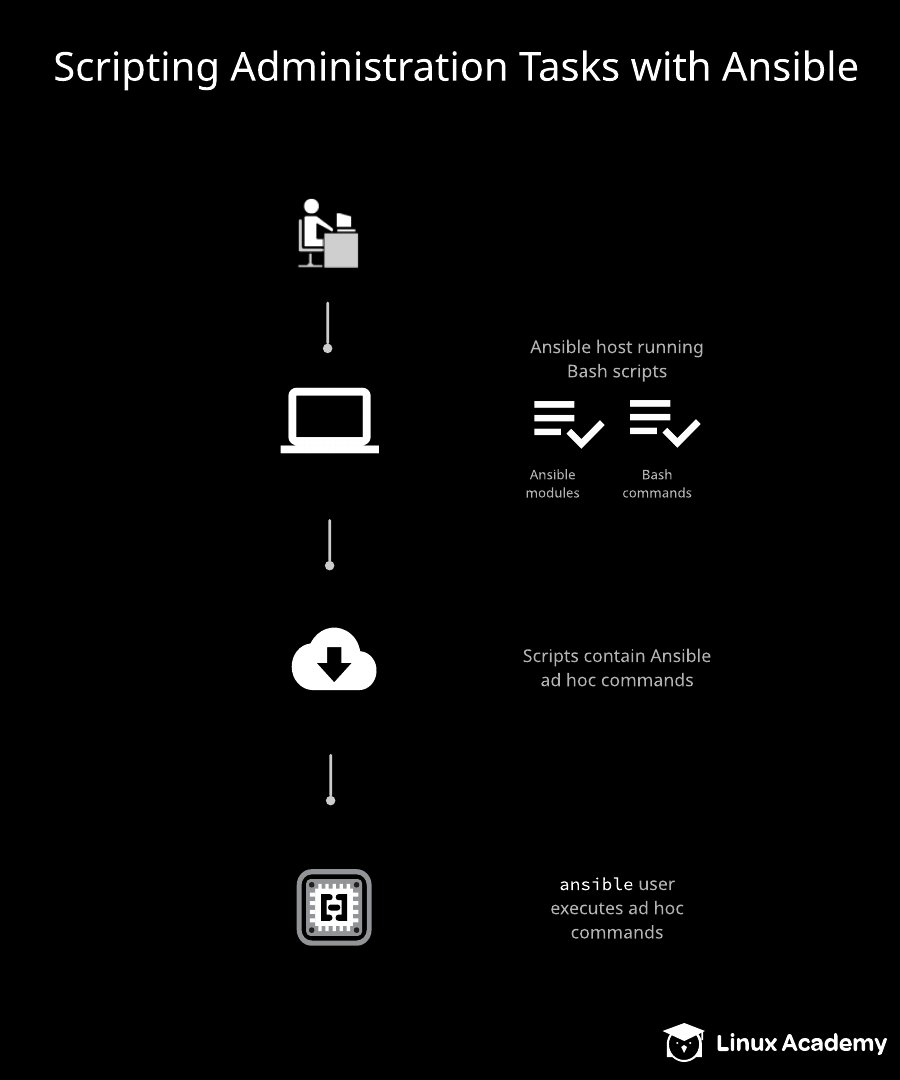 Scripting Administration Tasks with Ansible
Ansible host running
Bash scripts
Ansible
modules
Bash
commands
Scripts contain Ansible
ad hoc commands
ansible user
executes ad hoc
commands
Linux Academy